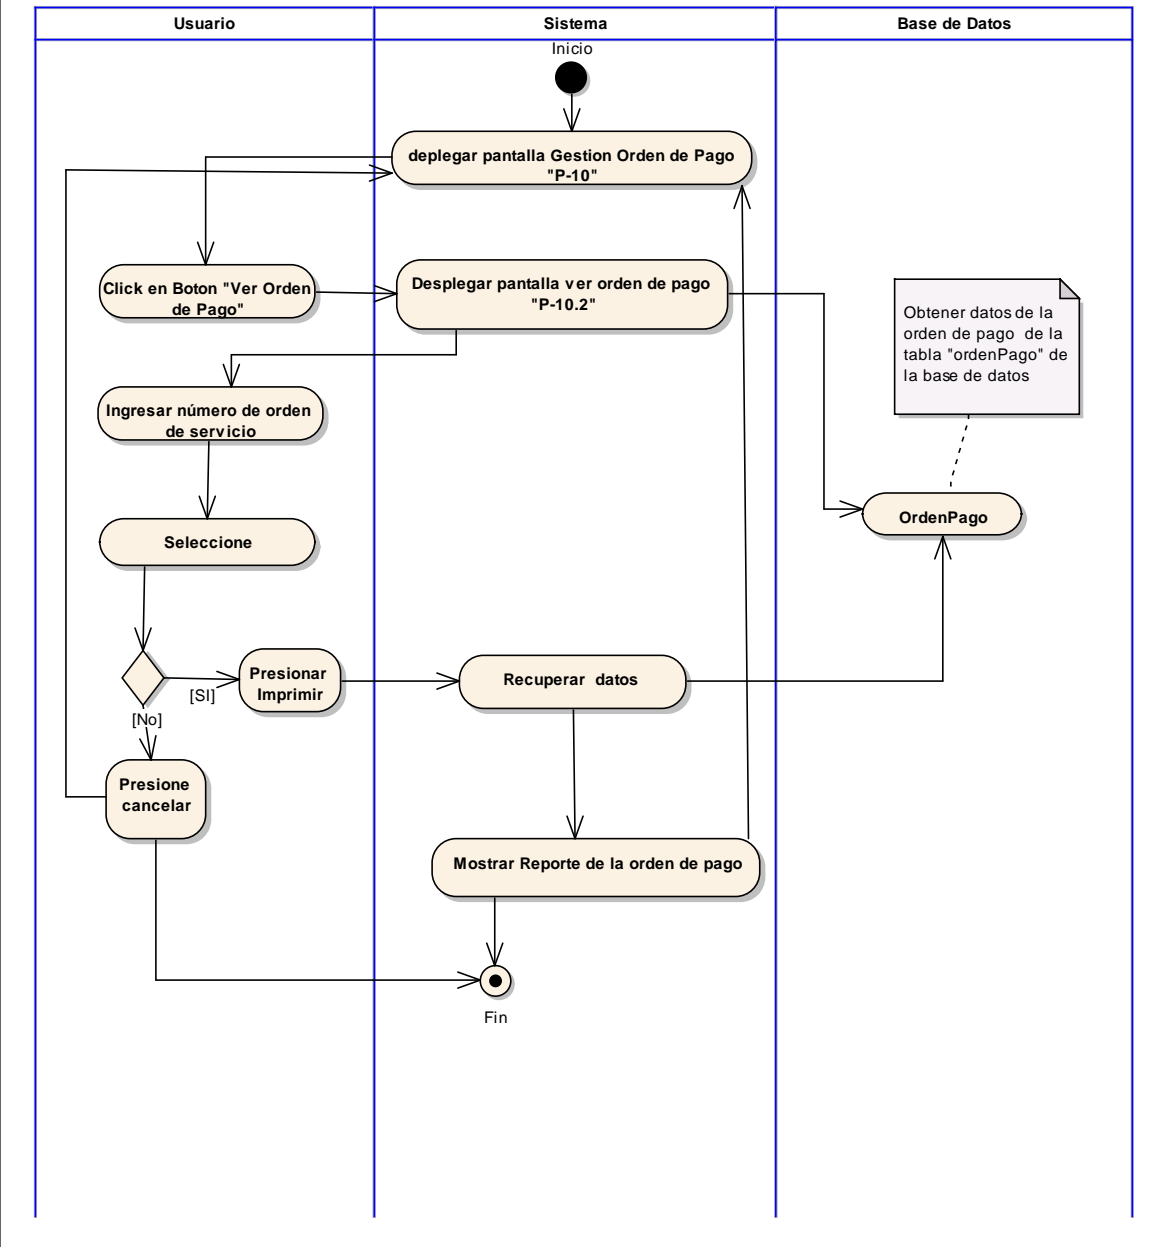 Usuario
Sistema
Base de Datos
Inicio
deplegar pantalla Gestion Orden de Pago
"P-10"
Click en Boton "Ver Orden
de Pago"
Desplegar pantalla ver orden de pago
"P-10.2"
Obtener datos de la
orden de pago de la
tabla "ordenPago" de
la base de datos
Ingresar número de orden
de servicio
OrdenPago
Seleccione
Presionar
Imprimir
[SI]
Recuperar datos
[No]
Presione
cancelar
Mostrar Reporte de la orden de pago
Fin